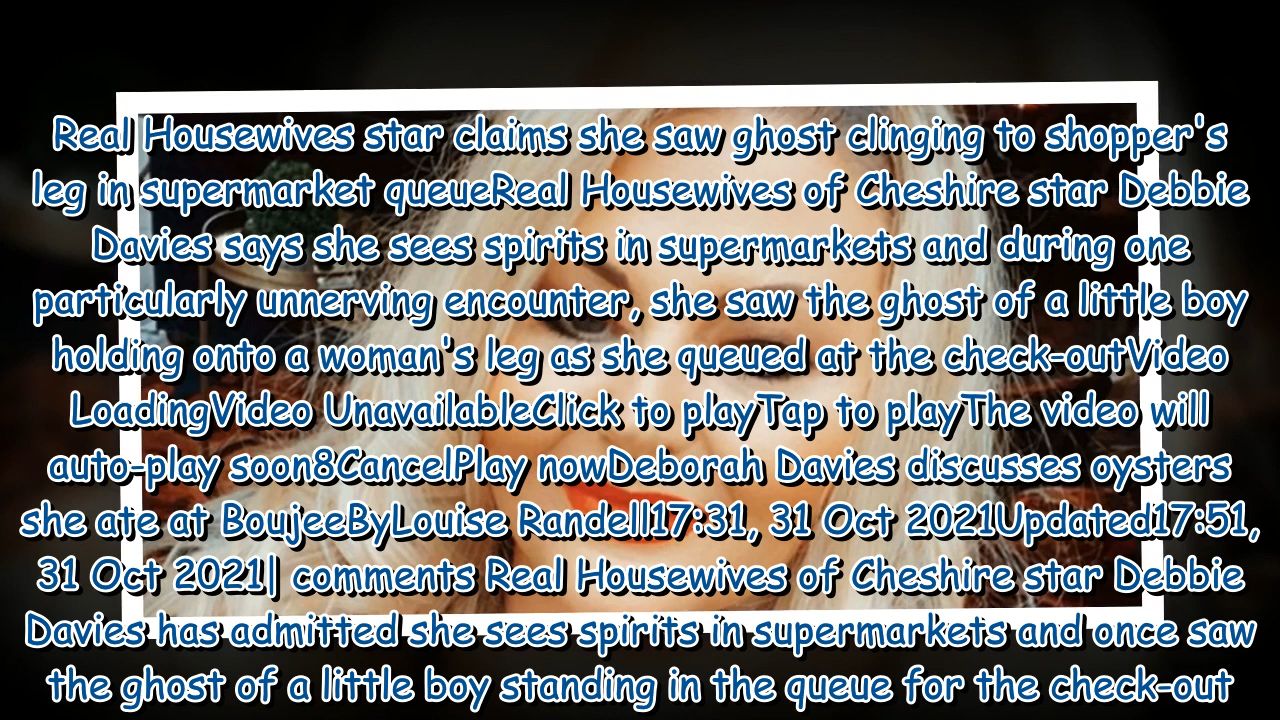 Real Housewives star claims she saw ghost clinging to shopper's
leg in supermarket queueReal Housewives of Cheshire star Debbie
Davies says she sees spirits in supermarkets and during one
particularly unnerving encounter, she saw the ghost of a little boy
holding onto a woman's leg as she queued at the check-outVideo
LoadingVideo UnavailableClick to playTap to playThe video will
auto-play soon8CancelPlay nowDeborah Davies discusses oysters
she ate at BoujeeByLouise Randell17:31, 31 Oct 2021Updated17:51,
31 Oct 2021| comments Real Housewives of Cheshire star Debbie
Davies has admitted she sees spirits in supermarkets and once saw
the ghost of a little boy standing in the queue for the check-out